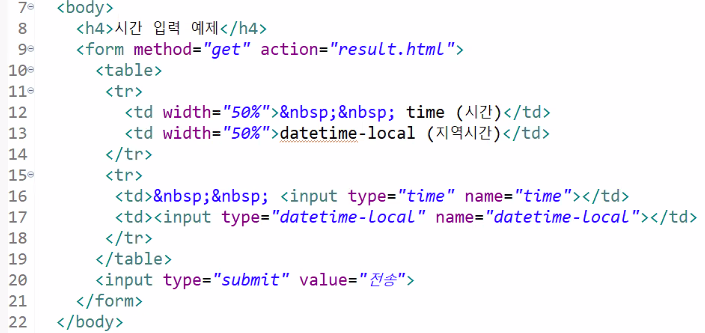 7 <body>
8 <h4>시간 입력 예제</h4>
9 <form method="get" action="result.html">
10 <table>
11 <tr>
12 <td width="50%">&nbsp;&nbsp; time (시간)</td>
13 <td width="50%">datetime-local (지역시간)</td>
14 </tr>
15 <tr>
16 <td>&nbsp;&nbsp; <input type="time" name="time"></td>
17 <td><input type="datetime-local" name="datetime-local"></td>
18 </tr>
19 </table>
20 <input type="submit" value="전송">
21 </form>
22 </body>